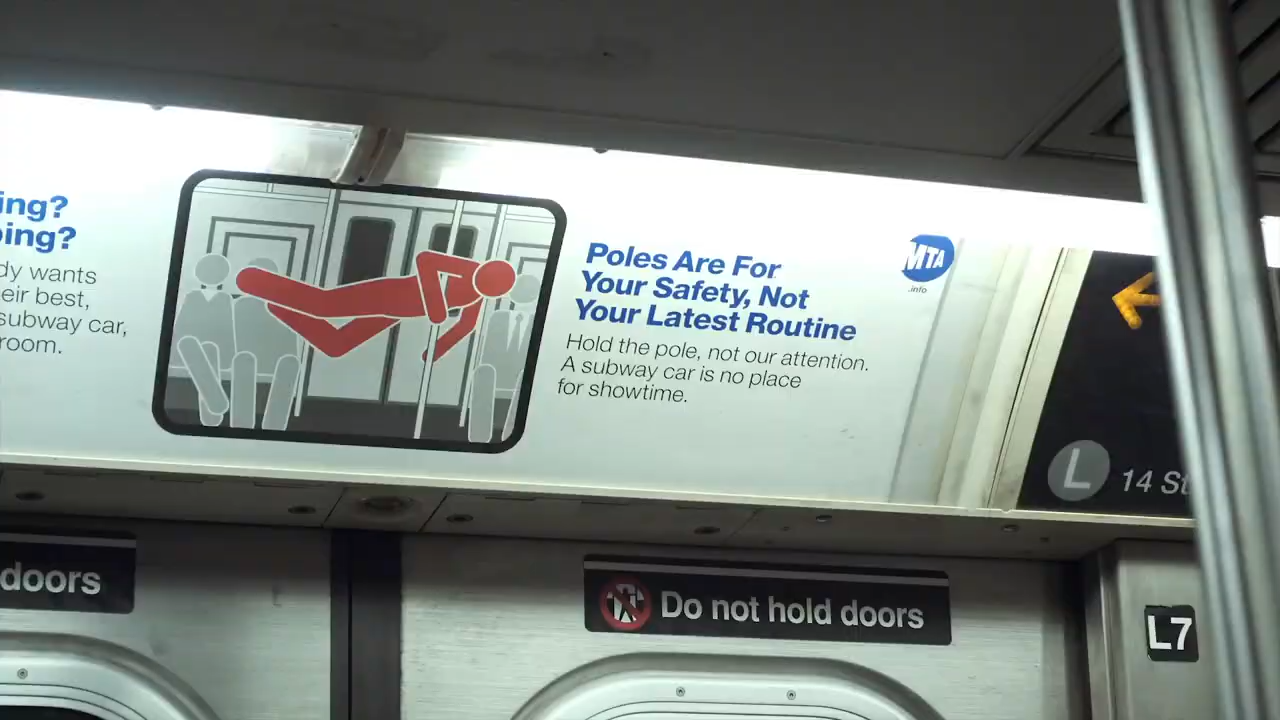 ing?
ing?
dy wants
eir best,
subway car,
room.
Poles Are For
Your Safety, Not
Your Latest Routine
Hold the pole, not our attention.
A subway car is no place
for showtime.
MTA
.info
L 14 St
doors
Do not hold doors
L7